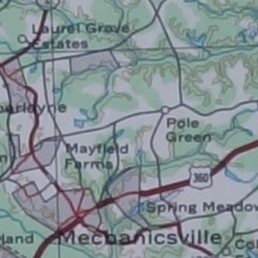 Laurel Grove
Estates
Pole
Green
Mayfield
Farms
360
Spring Meadow
Mechanicsville